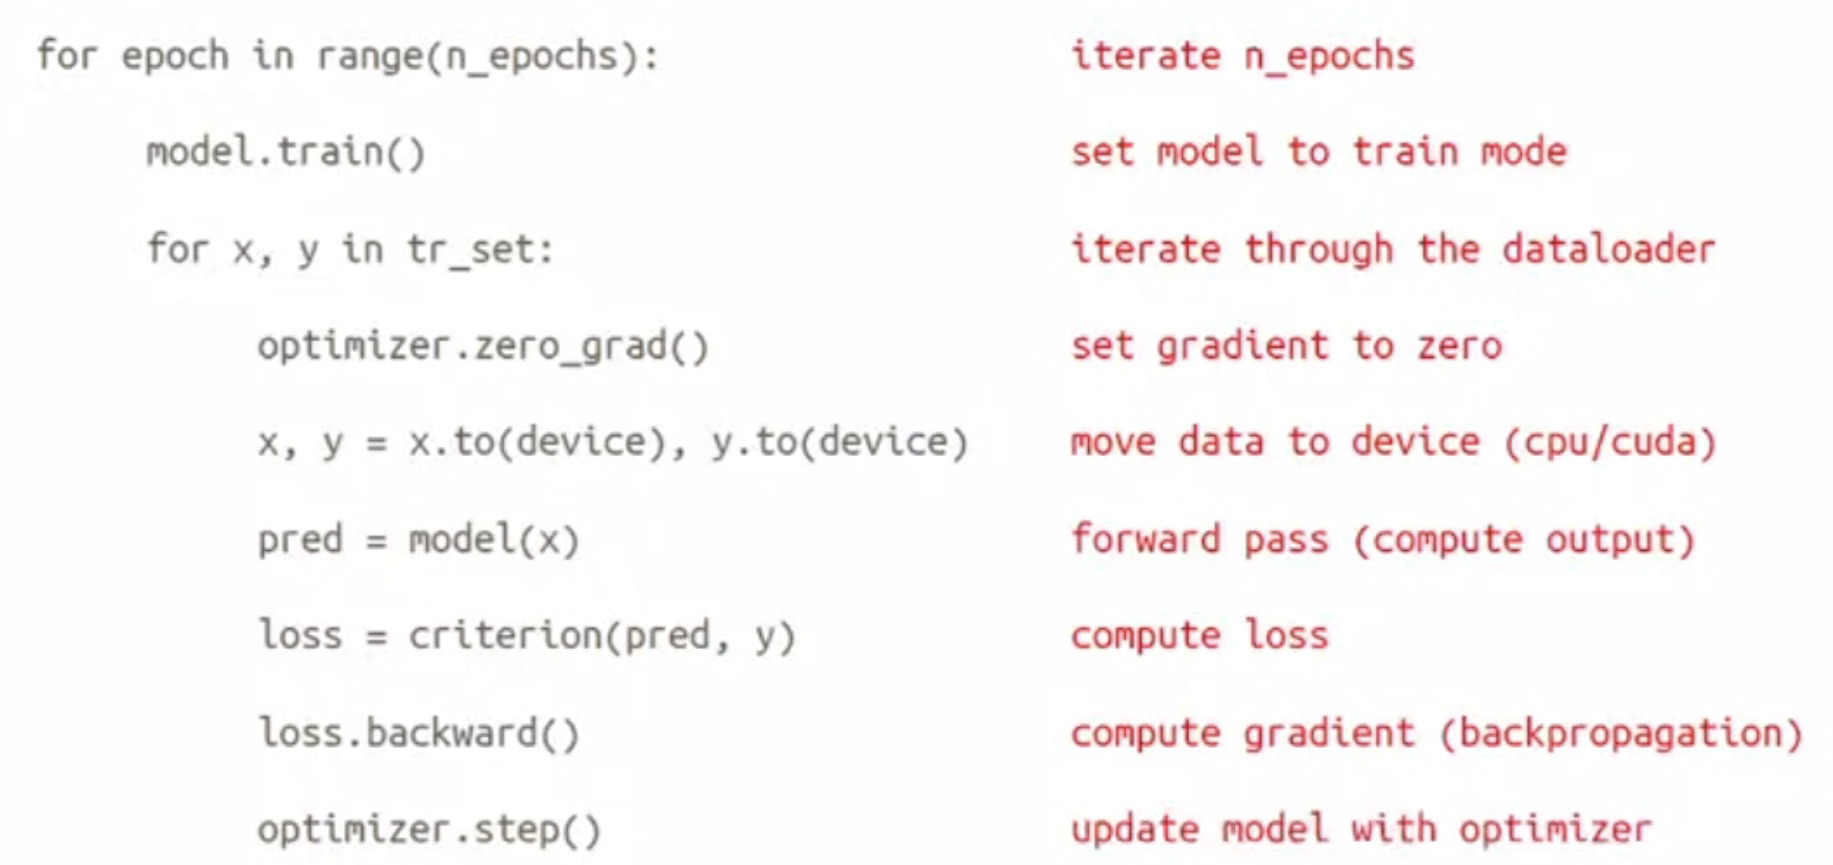 for epoch in range(n_epochs): iterate n_epochs
model.train() set model to train mode
for x, y in tr_set: iterate through the dataloader
optimizer.zero_grad() set gradient to zero
x, y = x.to(device), y.to(device) move data to device (cpu/cuda)
pred = model(x) forward pass (compute output)
loss = criterion(pred, y) compute loss
loss.backward() compute gradient (backpropagation)
optimizer.step() update model with optimizer